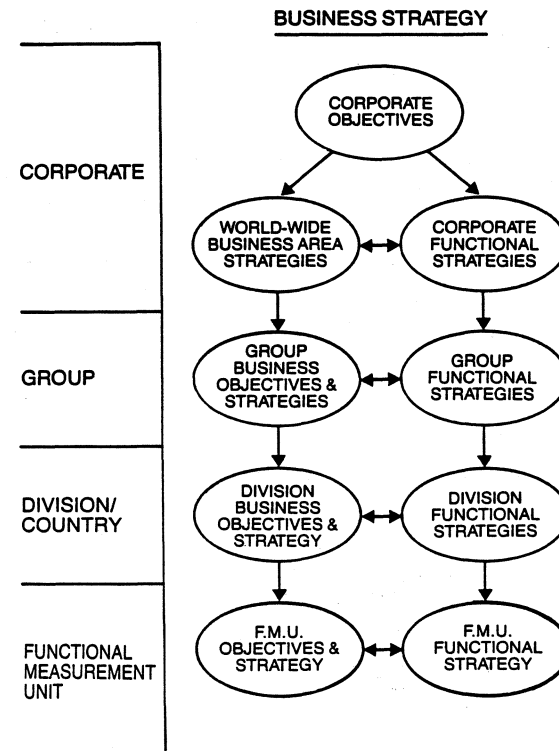 BUSINESS STRATEGY
CORPORATE
OBJECTIVES
CORPORATE
WORLD-WIDE
BUSINESS AREA
STRATEGIES
CORPORATE
FUNCTIONAL
STRATEGIES
GROUP
GROUP
BUSINESS
OBJECTIVES &
STRATEGIES
GROUP
FUNCTIONAL
STRATEGIES
DIVISION/
COUNTRY
DIVISION
BUSINESS
OBJECTIVES &
STRATEGY
DIVISION
FUNCTIONAL
STRATEGIES
FUNCTIONAL
MEASUREMENT
UNIT
F.M.U.
OBJECTIVES &
STRATEGY
F.M.U.
FUNCTIONAL
STRATEGY